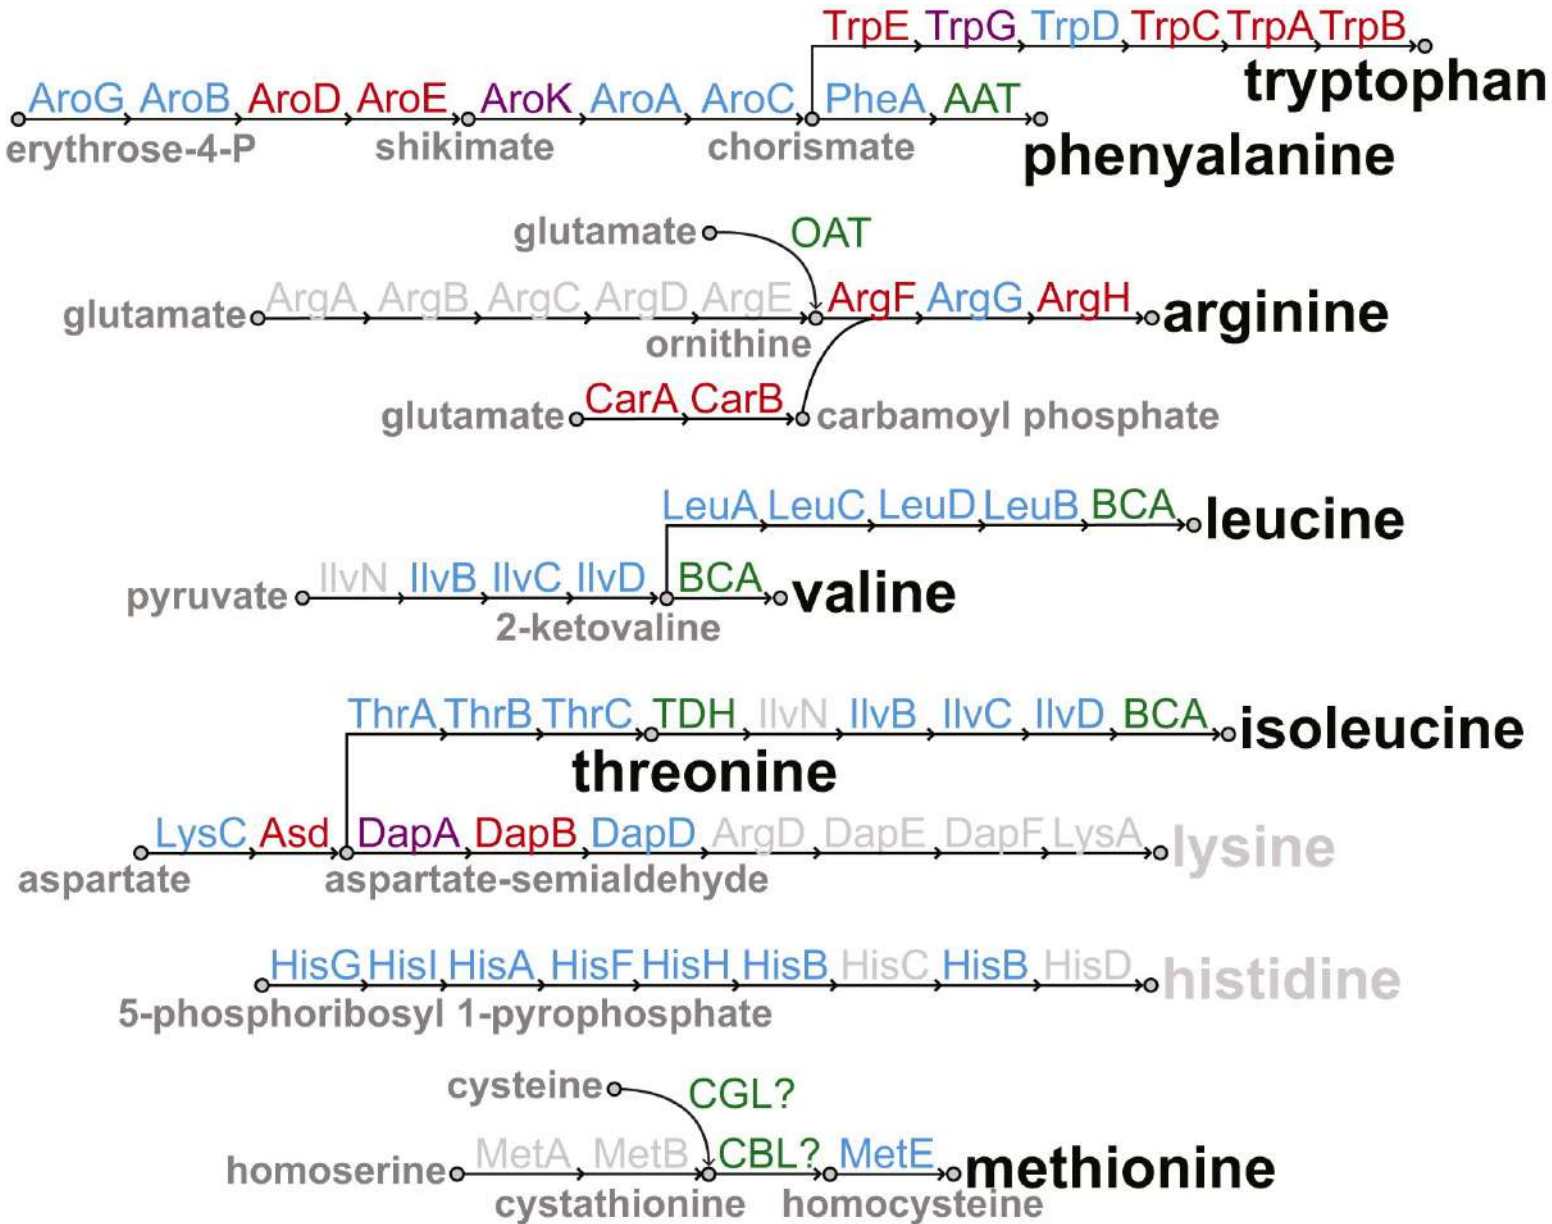 TrpE TrpG TrpD TrpC TrpA TrpB
tryptophan
AroG AroB AroD AroE AroK AroA AroC PheA AAT
erythrose-4-P shikimate chorismate
phenyalanine
glutamate OAT
ArgA ArgB ArgC ArgD ArgE ArgF ArgG ArgH
glutamate arginine
ornithine
CarA CarB
glutamate carbamoyl phosphate
LeuA LeuC LeuD LeuB BCA
leucine
IlvN IlvB IlvC IlvD BCA
pyruvate valine
2-ketovaline
ThrA ThrB ThrC TDH IlvN IlvB IlvC IlvD BCA
isoleucine
threonine
LysC Asd DapA DapB DapD ArgD DapE DapF LysA
lysine
aspartate aspartate-semialdehyde
HisG HisI HisA HisF HisH HisB HisC HisB HisD
histidine
5-phosphoribosyl 1-pyrophosphate
cysteine CGL?
MetA MetB CBL? MetE
homoserine methionine
cystathionine homocysteine